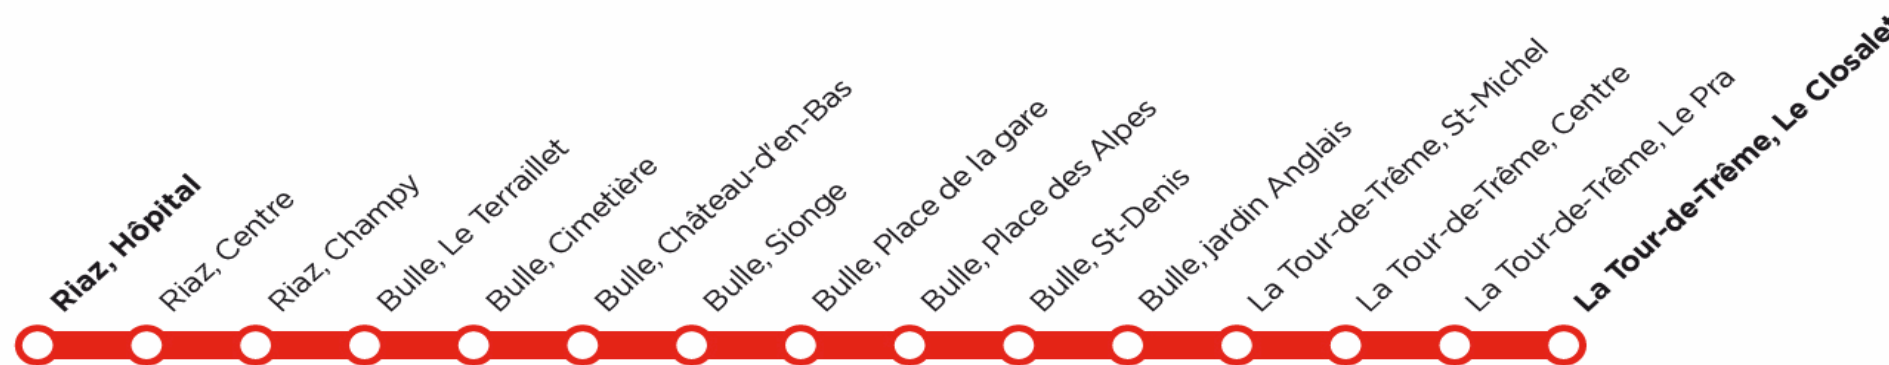 Riaz, Hôpital
Riaz, Centre
Riaz, Champy
Bulle, Le Terraillet
Bulle, Cimetière
Bulle, Château-d'en-Bas
Bulle, Sionge
Bulle, Place de la gare
Bulle, Place des Alpes
Bulle, St-Denis
Bulle, jardin Anglais
La Tour-de-Trême, St-Michel
La Tour-de-Trême, Centre
La Tour-de-Trême, Le Pra
La Tour-de-Trême, Le Closalet